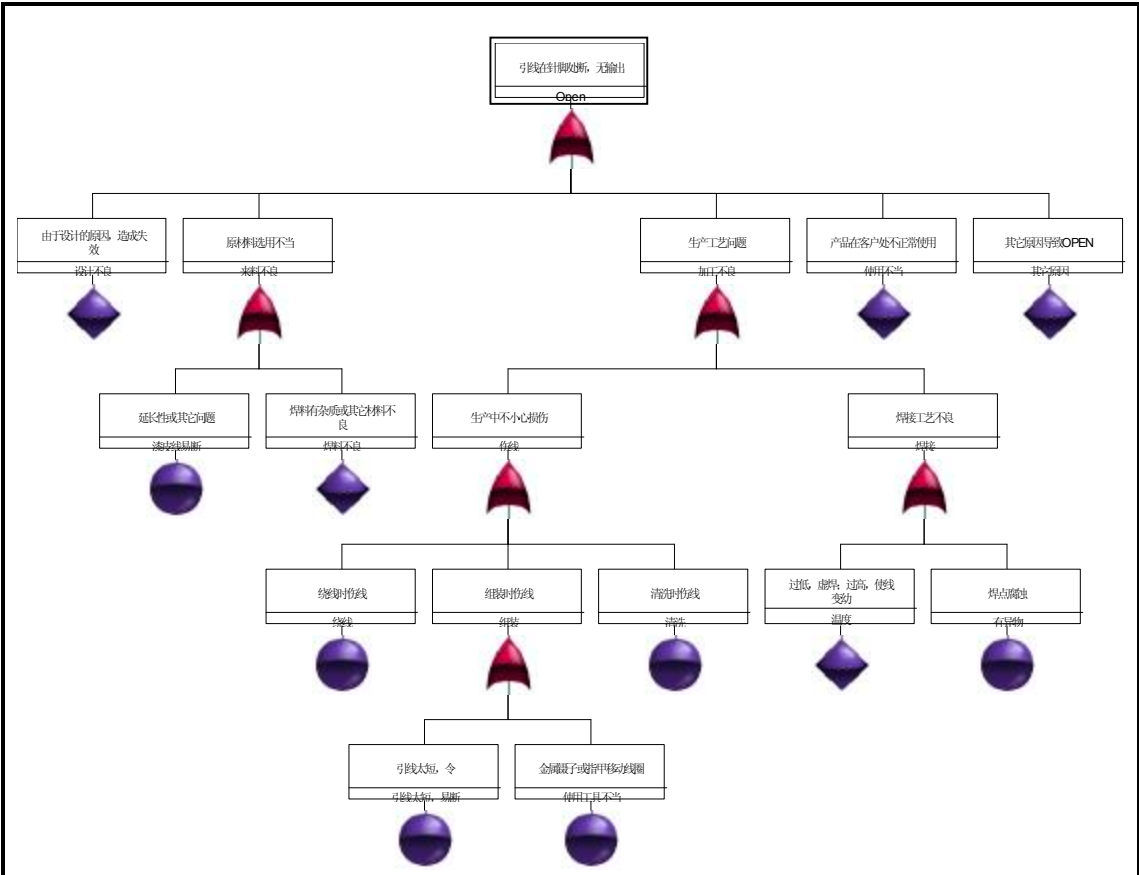 引线在针脚处断，无输出
Open
由于设计的原因，造成失
效
设计不良
原材料选用不当
来料不良
生产工艺问题
加工不良
产品在客户处不正常使用
使用不当
其它原因导致OPEN
其它原因
延长性或其它问题
漆皮线易断
焊料有杂质或其它材料不
良
焊料不良
生产中不小心损伤
伤线
焊接工艺不良
焊接
绕线时伤线
绕线
组装时伤线
组装
清洗时伤线
清洗
过低，虚焊；过高，使线
变幼
温度
焊点腐蚀
有异物
引线太短，令
引线太短，易断
金属镊子或指甲移动线圈
使用工具不当